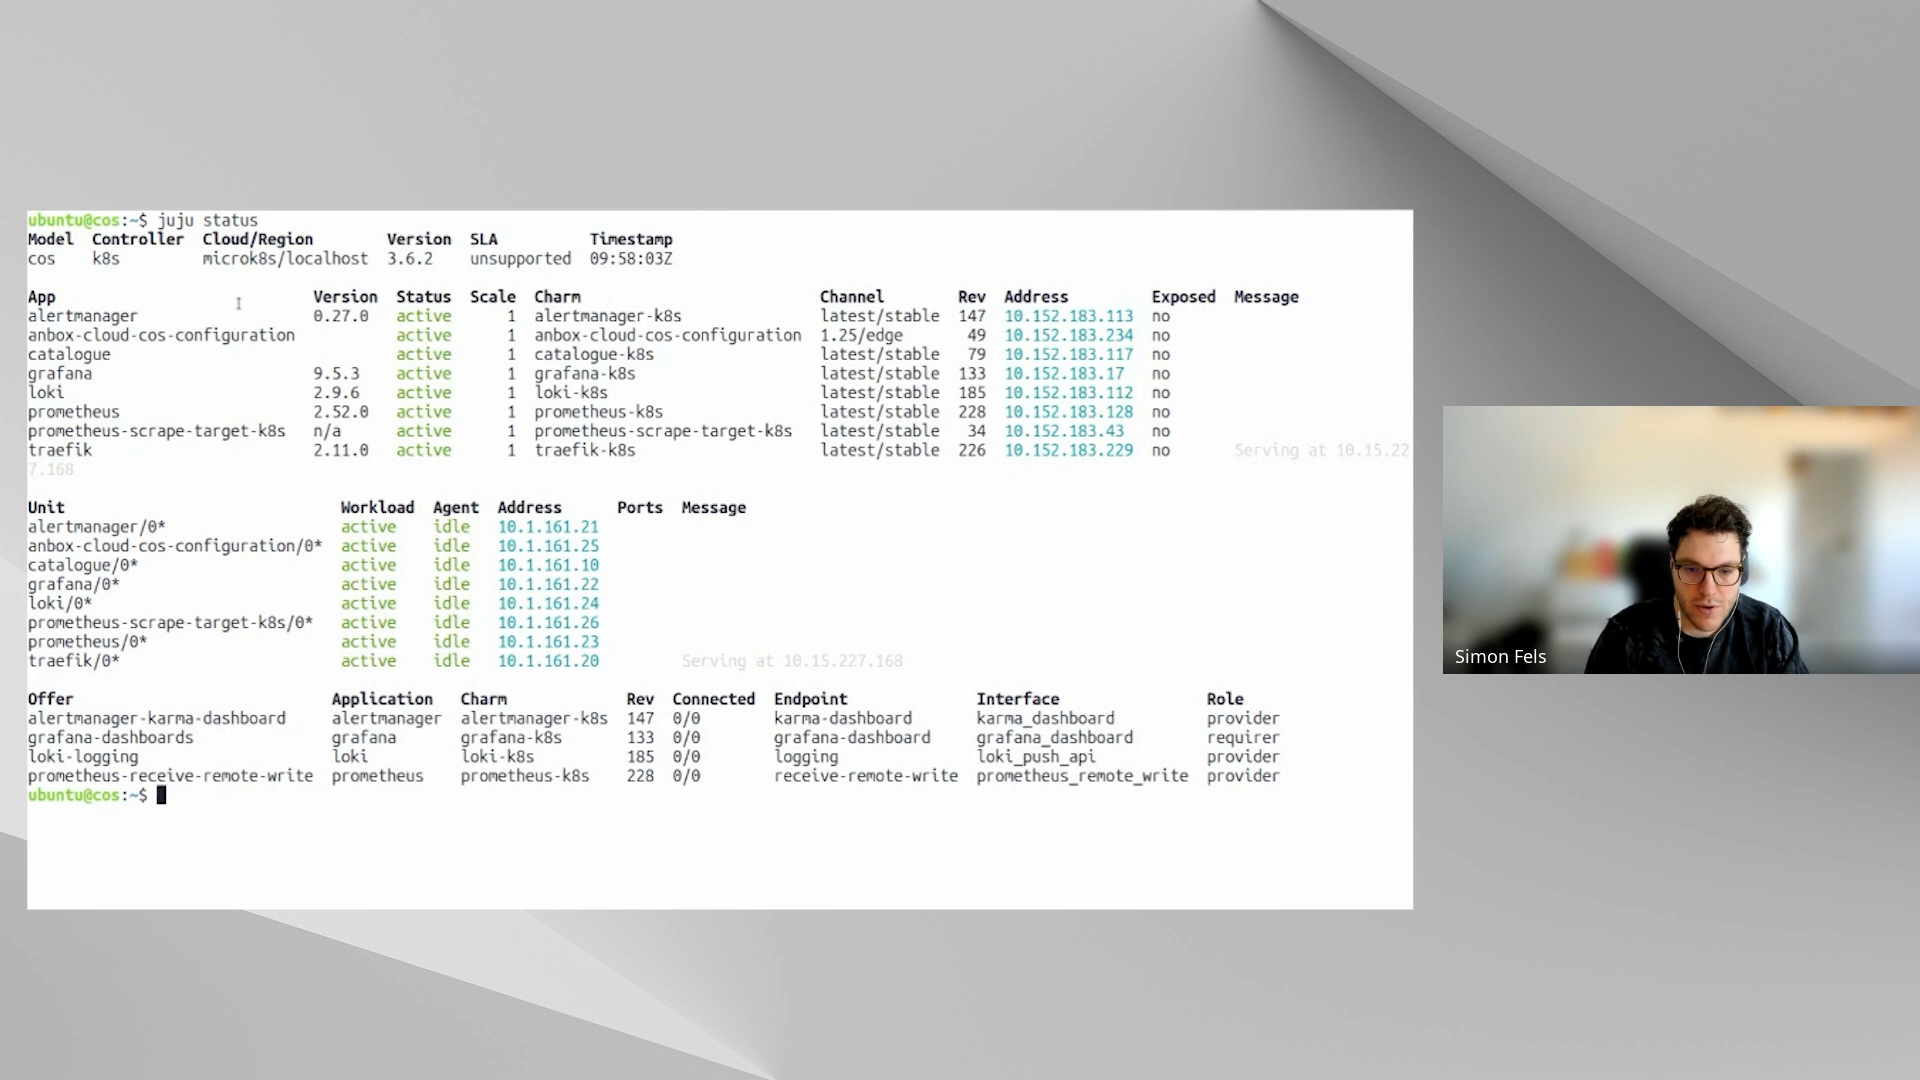 ubuntu@cos:~$ juju status
Model  Controller  Cloud/Region        Version  SLA          Timestamp
cos    k8s         microk8s/localhost  3.6.2    unsupported  09:58:03Z
App                           Version  Status  Scale  Charm                         Channel        Rev  Address         Exposed  Message
alertmanager                  0.27.0   active      1  alertmanager-k8s              latest/stable  147  10.152.183.113  no
anbox-cloud-cos-configuration          active      1  anbox-cloud-cos-configuration  1.25/edge       49  10.152.183.234  no
catalogue                              active      1  catalogue-k8s                 latest/stable   79  10.152.183.117  no
grafana                       9.5.3    active      1  grafana-k8s                   latest/stable  133  10.152.183.17   no
loki                          2.9.6    active      1  loki-k8s                      latest/stable  185  10.152.183.112  no
prometheus                    2.52.0   active      1  prometheus-k8s                latest/stable  228  10.152.183.128  no
prometheus-scrape-target-k8s  n/a      active      1  prometheus-scrape-target-k8s  latest/stable   34  10.152.183.43   no
traefik                       2.11.0   active      1  traefik-k8s                   latest/stable  226  10.152.183.229  no       Serving at 10.15.22
7.168
Unit                              Workload  Agent  Address      Ports  Message
alertmanager/0*                   active    idle   10.1.161.21
anbox-cloud-cos-configuration/0*  active    idle   10.1.161.25
catalogue/0*                      active    idle   10.1.161.10
grafana/0*                        active    idle   10.1.161.22
loki/0*                           active    idle   10.1.161.24
prometheus-scrape-target-k8s/0*   active    idle   10.1.161.26
prometheus/0*                     active    idle   10.1.161.23
traefik/0*                        active    idle   10.1.161.20         Serving at 10.15.227.168
Offer                            Application   Charm             Rev  Connected  Endpoint              Interface                Role
alertmanager-karma-dashboard     alertmanager  alertmanager-k8s  147  0/0        karma-dashboard       karma_dashboard          provider
grafana-dashboards               grafana       grafana-k8s       133  0/0        grafana-dashboard     grafana_dashboard        requirer
loki-logging                     loki          loki-k8s          185  0/0        logging               loki_push_api            provider
prometheus-receive-remote-write  prometheus    prometheus-k8s    228  0/0        receive-remote-write  prometheus_remote_write  provider
ubuntu@cos:~$
Simon Fels